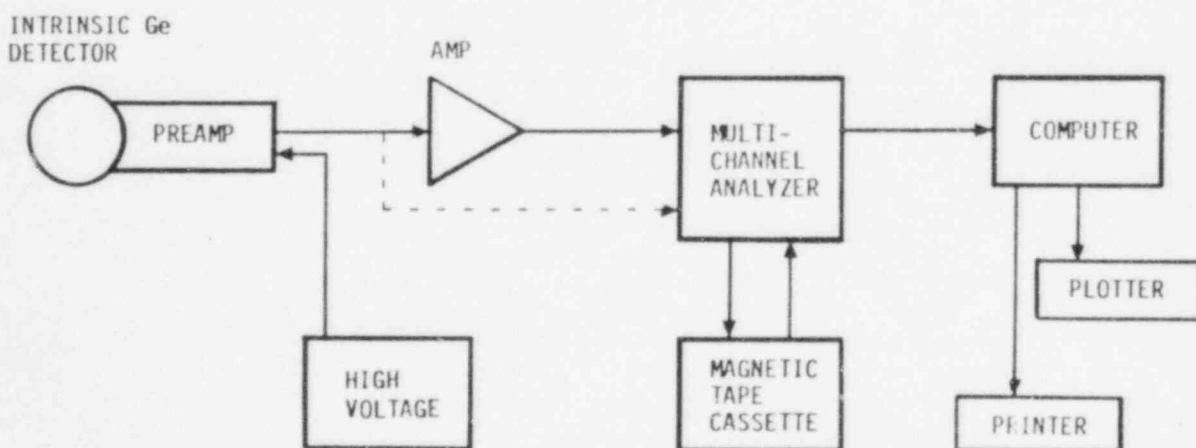 INTRINSIC Ge
DETECTOR
AMP
PREAMP
MULTI-
CHANNEL
ANALYZER
COMPUTER
PLOTTER
HIGH
VOLTAGE
MAGNETIC
TAPE
CASSETTE
PRINTER